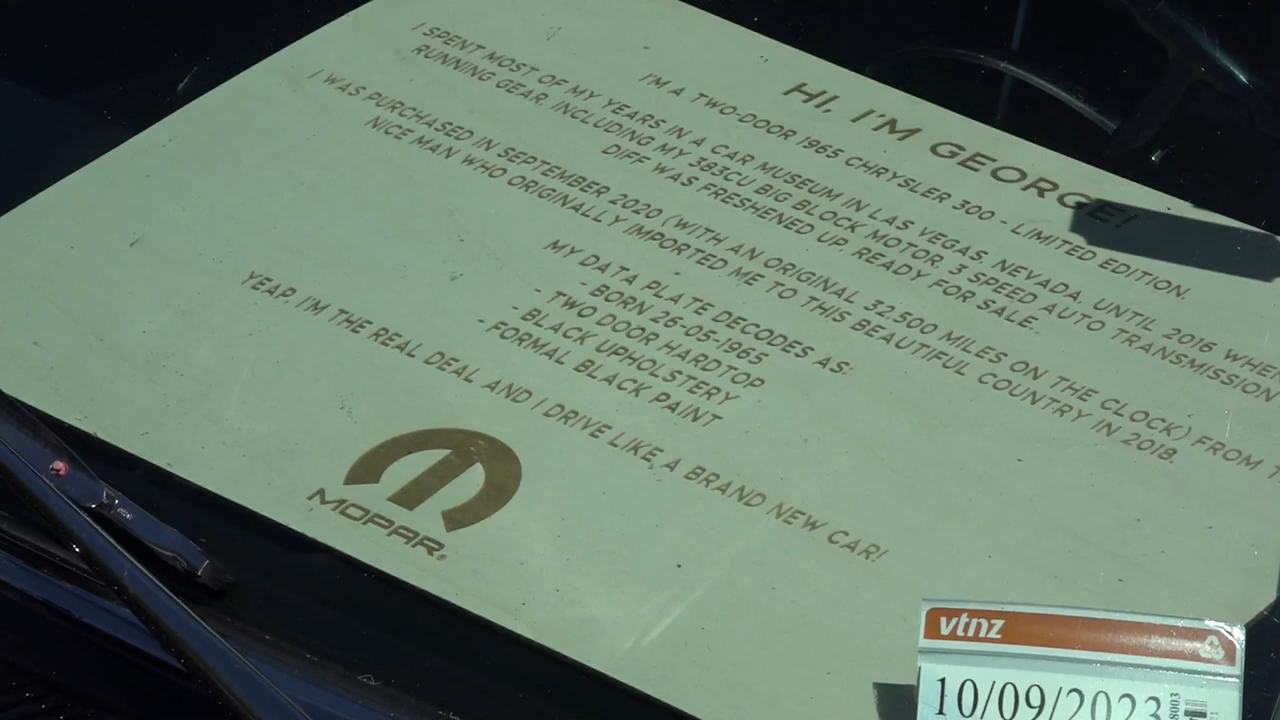 HI, I'M GEORGE!
I'M A TWO-DOOR 1965 CHRYSLER 300 - LIMITED EDITION.
I SPENT MOST OF MY YEARS IN A CAR MUSEUM IN LAS VEGAS, NEVADA, UNTIL 2016 WHEN
RUNNING GEAR, INCLUDING MY 383CU BIG BLOCK MOTOR 3 SPEED AUTO TRANSMISSION
DIFF WAS FRESHENED UP, READY FOR SALE.
I WAS PURCHASED IN SEPTEMBER 2020 (WITH AN ORIGINAL 32,500 MILES ON THE CLOCK) FROM
NICE MAN WHO ORIGINALLY IMPORTED ME TO THIS BEAUTIFUL COUNTRY IN 2018.
MY DATA PLATE DECODES AS:
- BORN 26-05-1965
- TWO DOOR HARDTOP
- BLACK UPHOLSTERY
- FORMAL BLACK PAINT
YEAP, I'M THE REAL DEAL AND I DRIVE LIKE A BRAND NEW CAR!
MOPAR
vtnz
10/09/2023